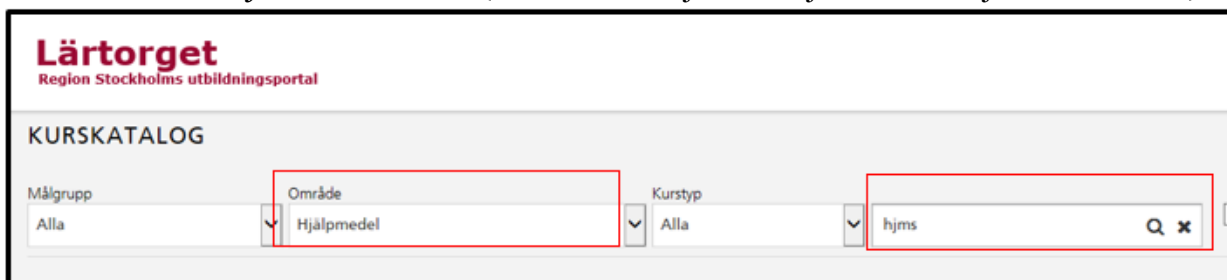 Lärtorget
Region Stockholms utbildningsportal
KURSKATALOG
Målgrupp Område Kurstyp
Alla Hjälpmedel Alla hjms